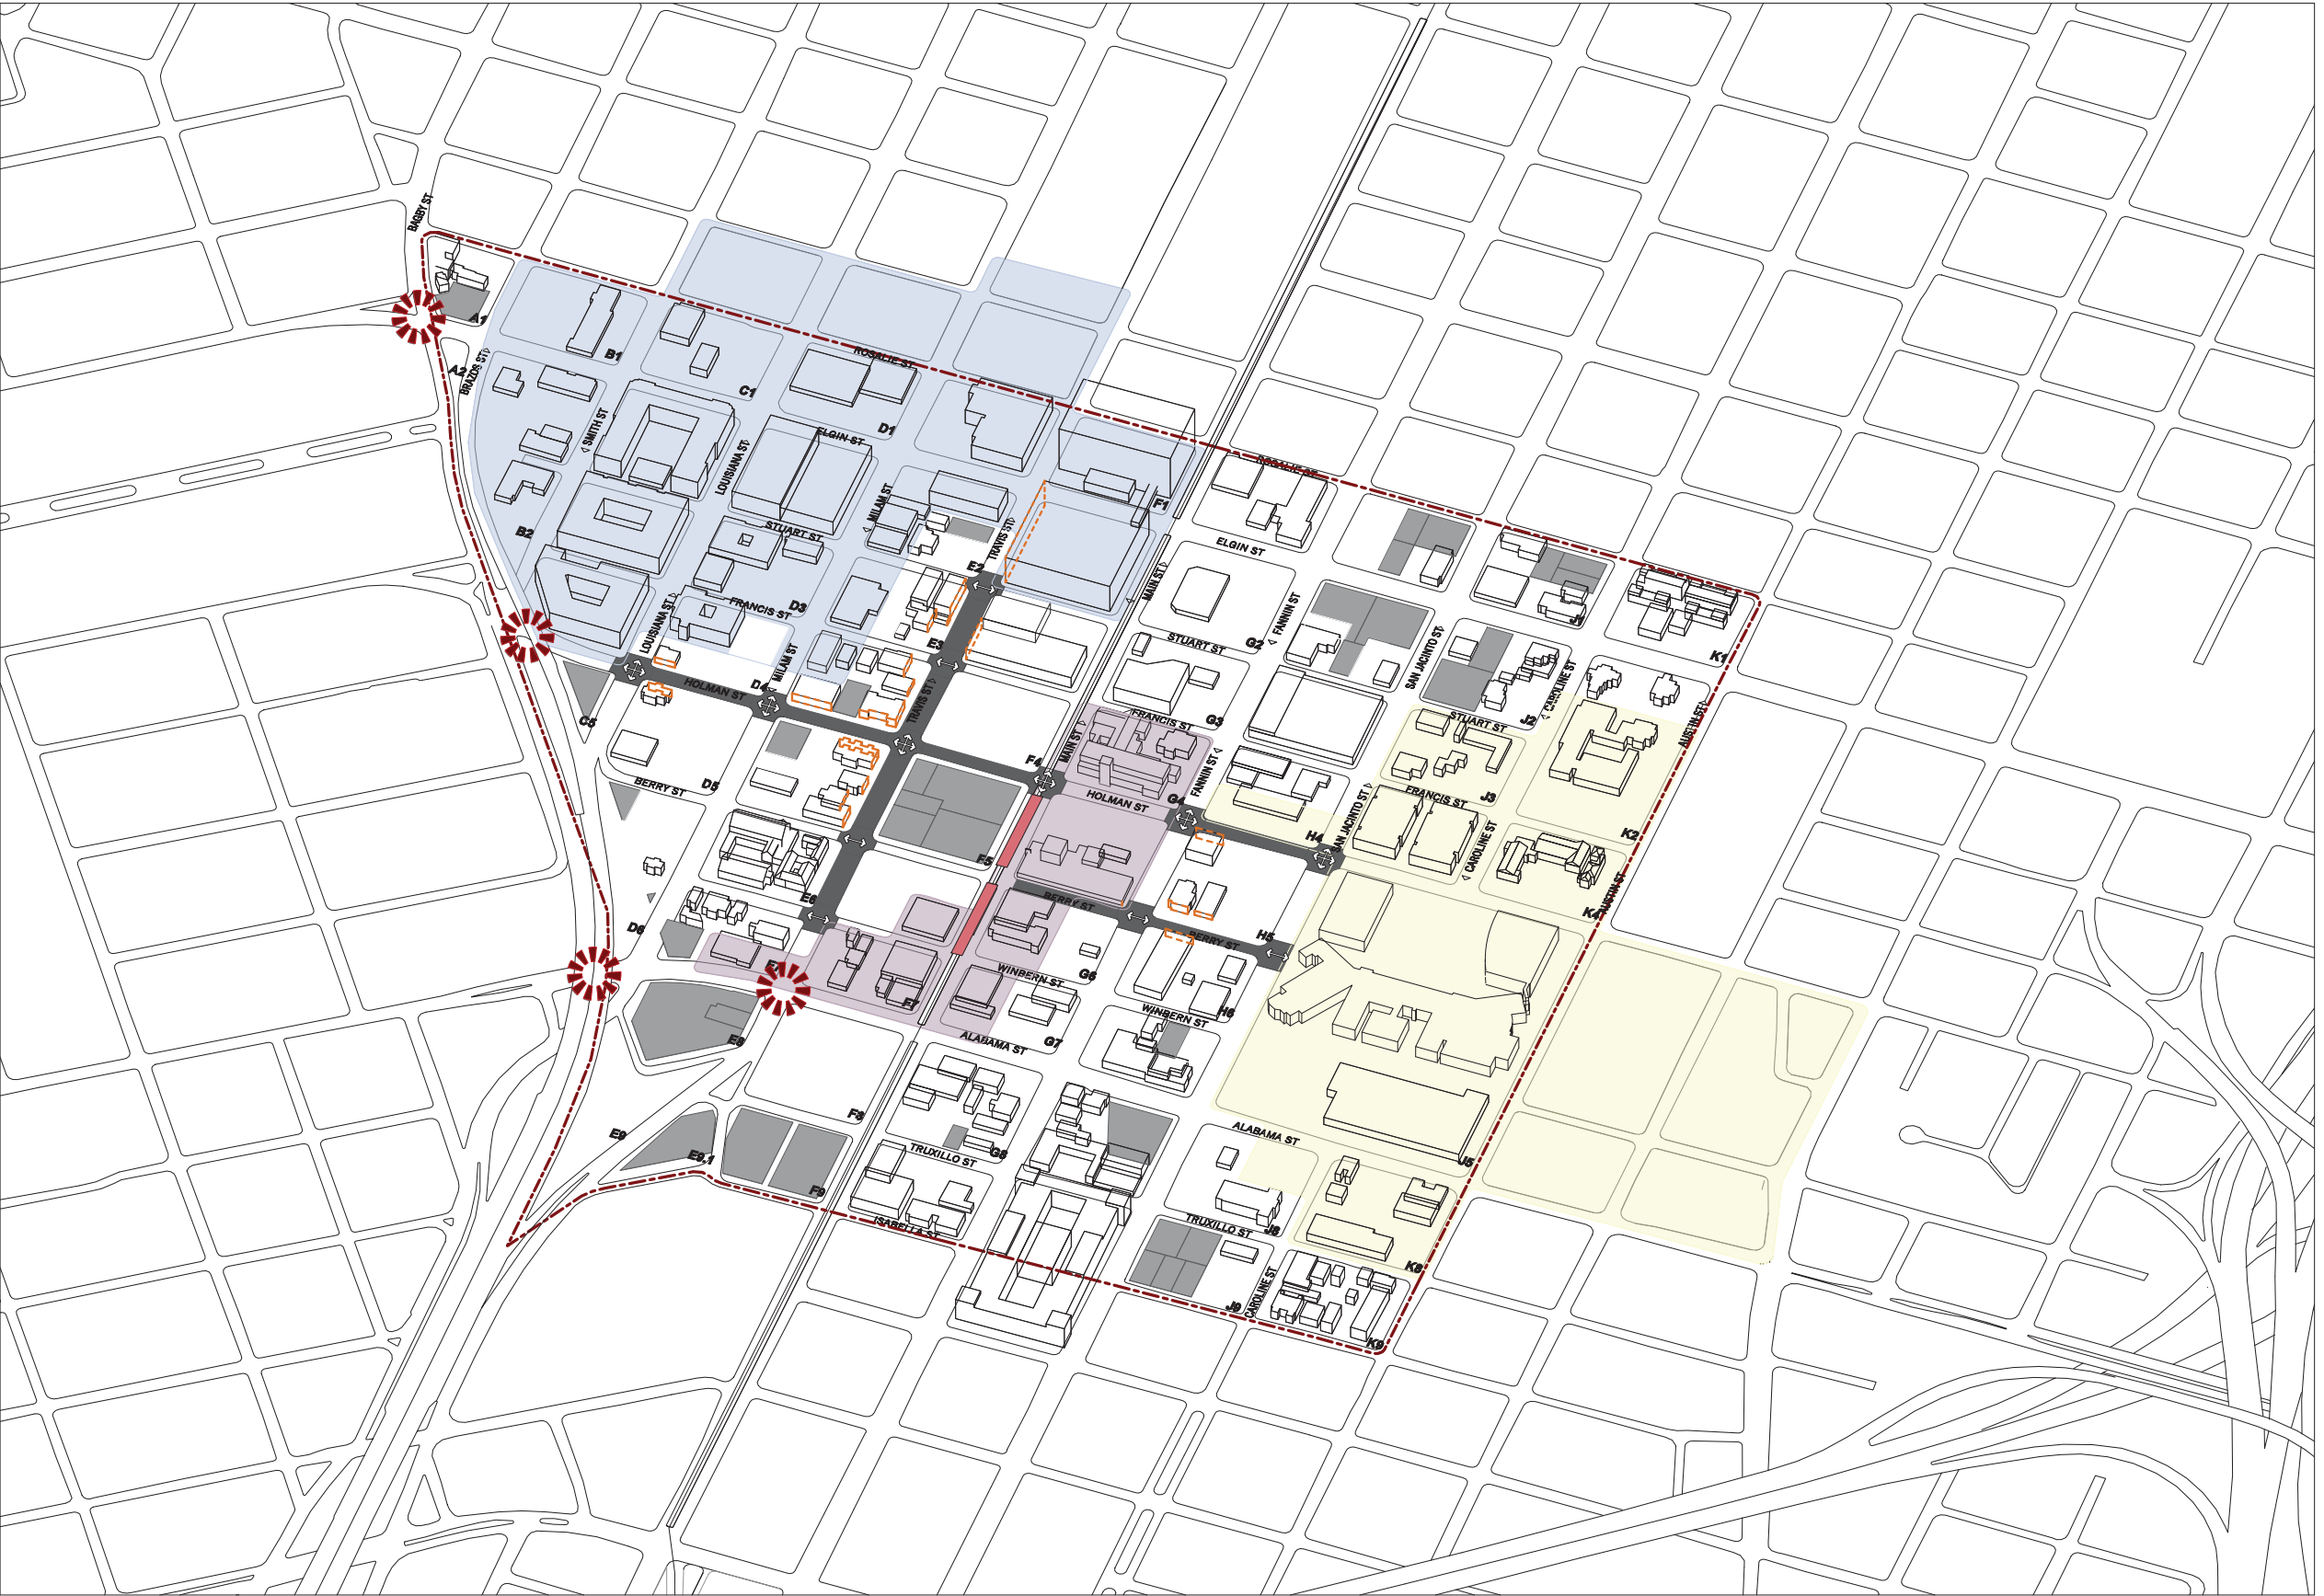 BAGBY ST
A1
A2
BRAZOS ST
B1
ROSALIE ST
C1
SMITH ST
D1
ELGIN ST
LOUISIANA ST
ROSALIE ST
MILAM ST
F1
B2
STUART ST
TRAVIS ST
ELGIN ST
E2
MAIN ST
FRANCIS ST
D3
LOUISIANA ST
FANNIN ST
J1
STUART ST
G2
E3
MILAM ST
SAN JACINTO ST
K1
D4
HOLMAN ST
TRAVIS ST
CAROLINE ST
C5
FRANCIS ST
G3
STUART ST
J2
AUSTIN ST
MAIN ST
F4
FANNIN ST
BERRY ST
D5
HOLMAN ST
G4
FRANCIS ST
J3
SAN JACINTO ST
H4
K2
CAROLINE ST
F5
E6
BERRY ST
K4
AUSTIN ST
D6
BERRY ST
H5
E7
WINBERN ST
G6
F7
WINBERN ST
H6
E8
ALABAMA ST
G7
F8
E9
ALABAMA ST
E9.1
TRUXILLO ST
G8
J5
F9
ISABELLA ST
TRUXILLO ST
J8
K8
CAROLINE ST
J9
K9